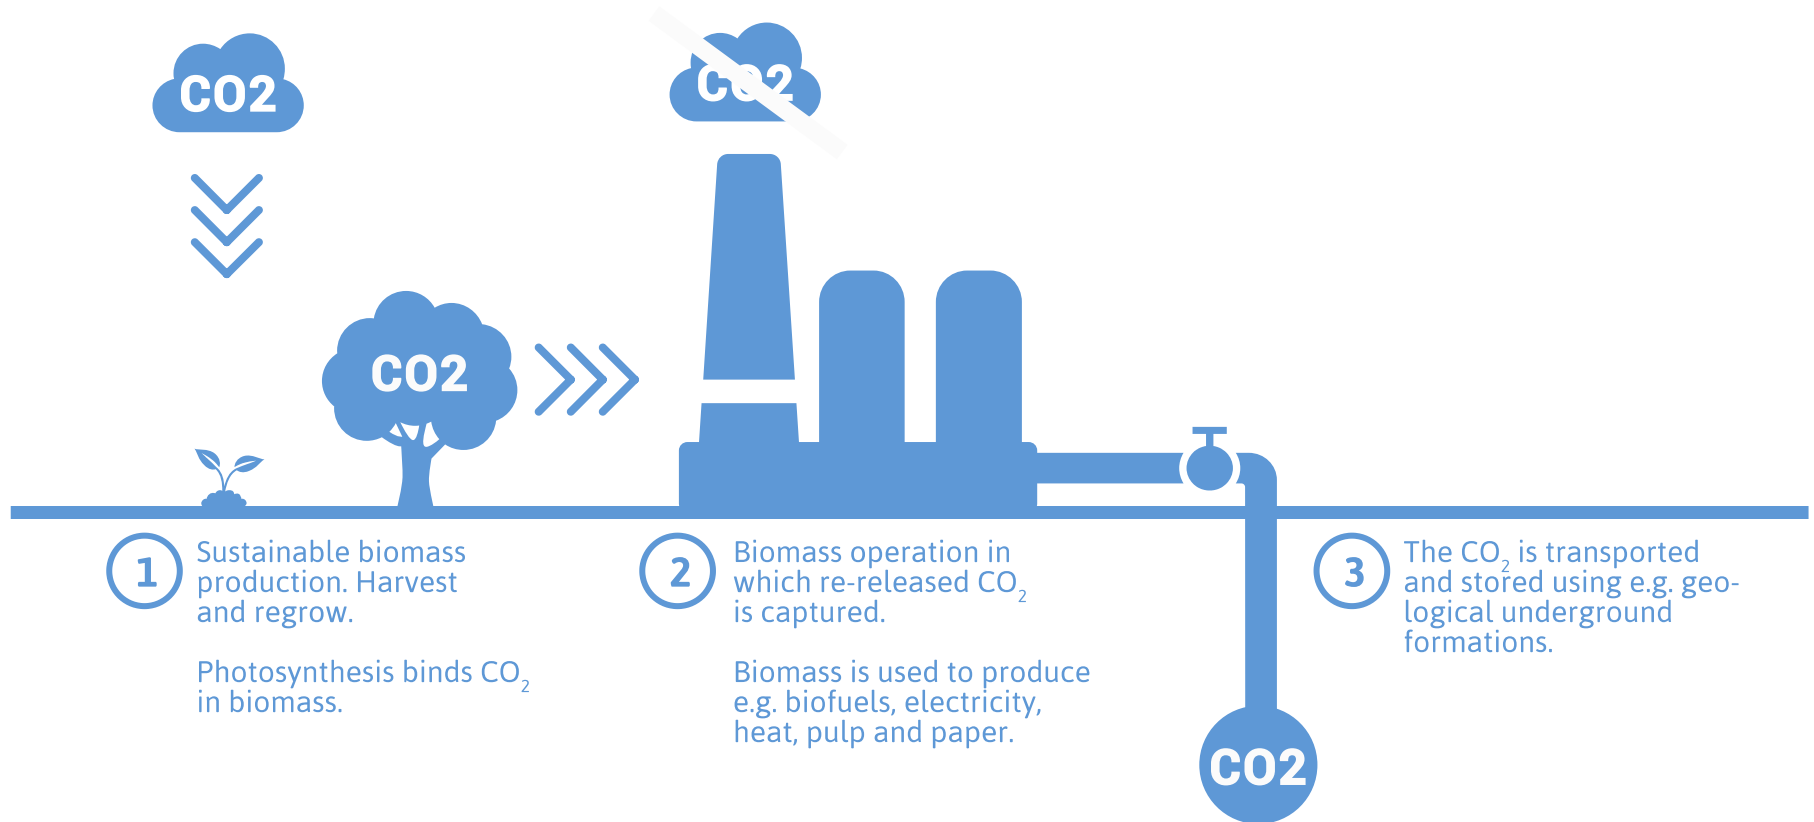 CO2
CO2
CO2
1
Sustainable biomass
production. Harvest
and regrow.
Photosynthesis binds CO₂
in biomass.
2
Biomass operation in
which re-released CO₂
is captured.
Biomass is used to produce
e.g. biofuels, electricity,
heat, pulp and paper.
3
The CO₂ is transported
and stored using e.g. geo-
logical underground
formations.
CO2